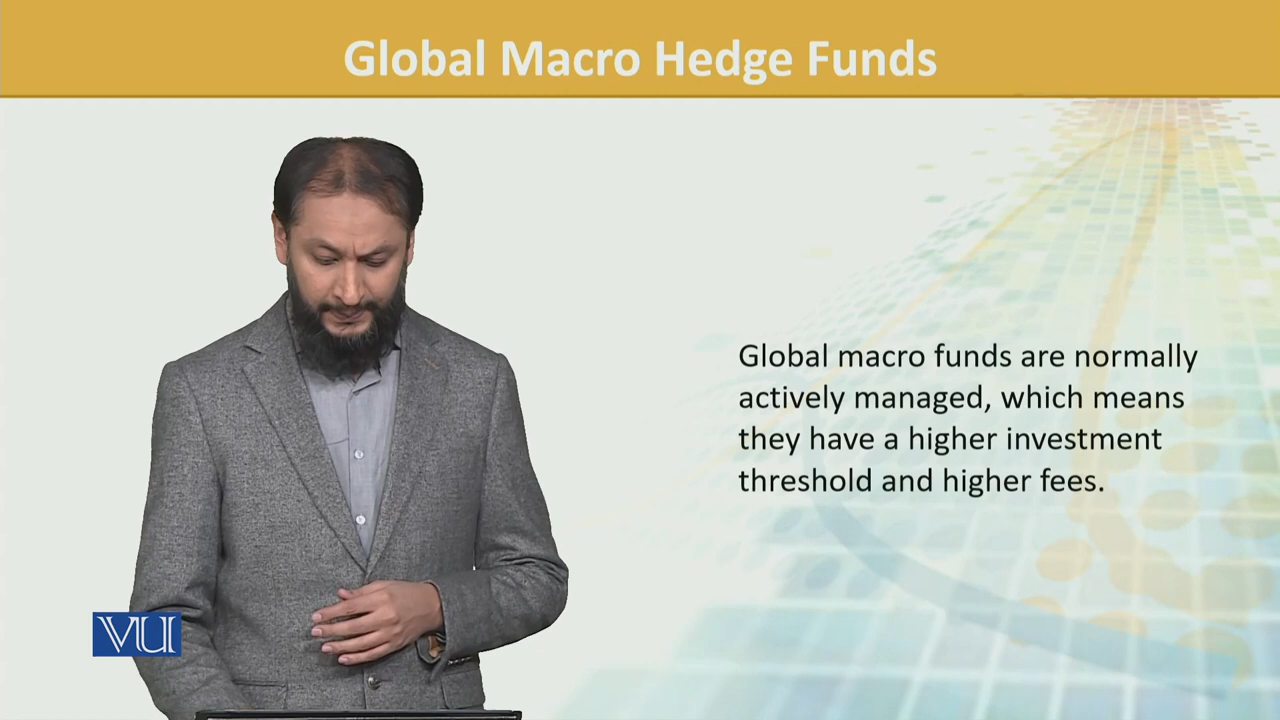 Global Macro Hedge Funds
Global macro funds are normally
actively managed, which means
they have a higher investment
threshold and higher fees.
VU